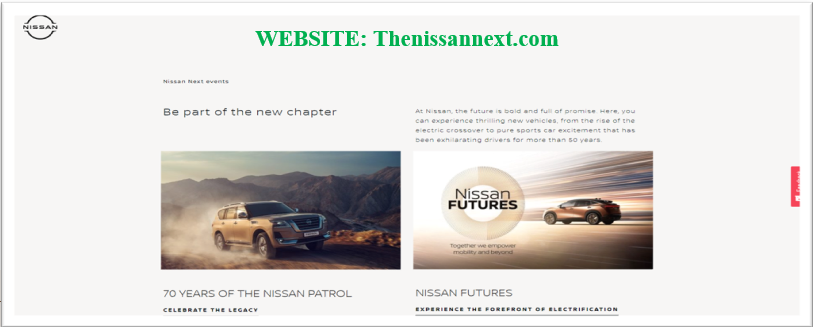 NISSAN
WEBSITE: Thenissannext.com
Nissan Next events
Be part of the new chapter
At Nissan, the future is bold and full of promise. Here, you
can experience thrilling new vehicles, from the rise of the
electric crossover to pure sports car excitement that has
been exhilarating drivers for more than 50 years.
Nissan
FUTURES
Together we empower
mobility and beyond
70 YEARS OF THE NISSAN PATROL
CELEBRATE THE LEGACY
NISSAN FUTURES
EXPERIENCE THE FOREFRONT OF ELECTRIFICATION